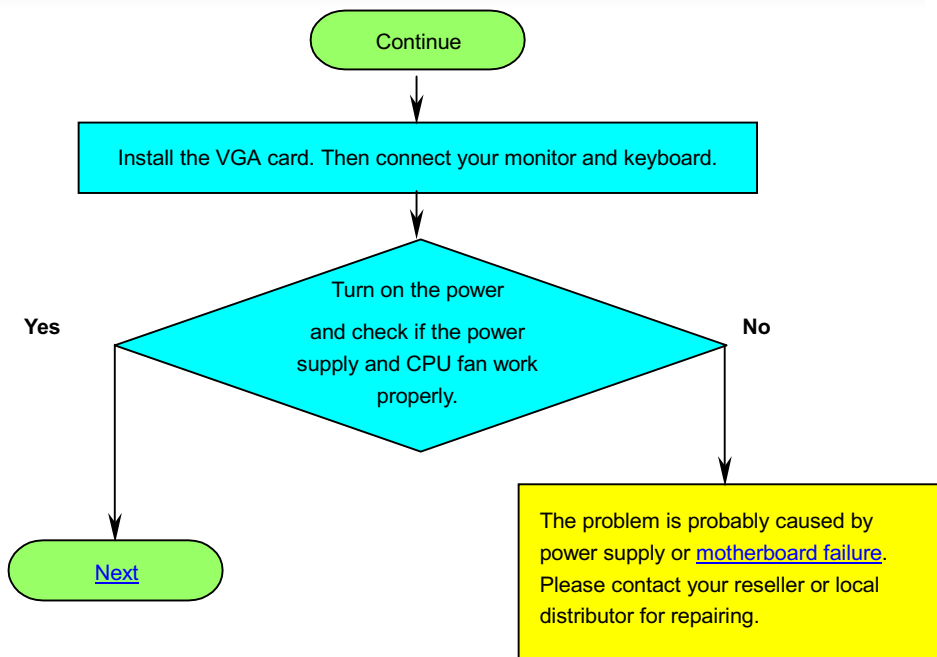 Continue
Install the VGA card. Then connect your monitor and keyboard.
Turn on the power
and check if the power
supply and CPU fan work
properly.
Yes
No
Next
The problem is probably caused by
power supply or motherboard failure.
Please contact your reseller or local
distributor for repairing.